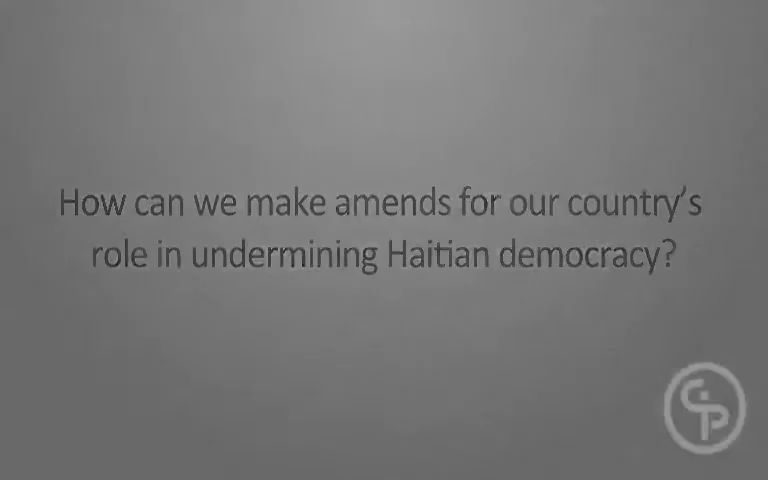 How can we make amends for our country's
role in undermining Haitian democracy?